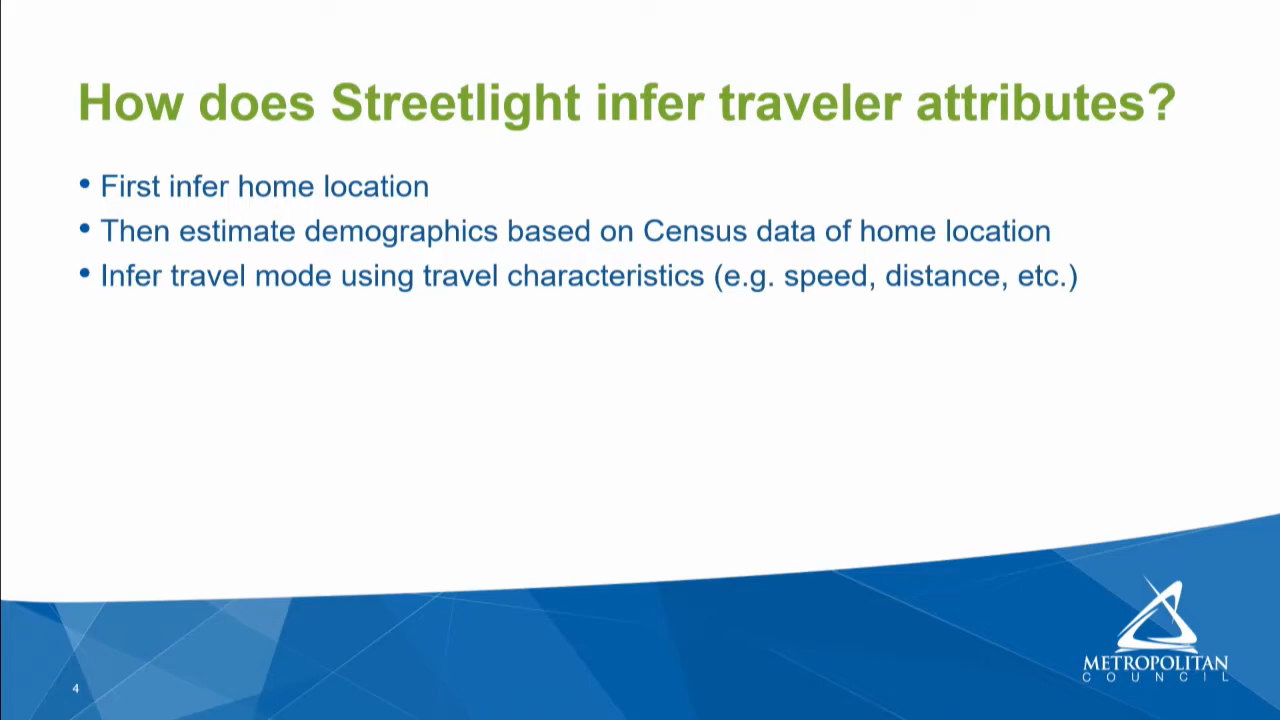 How does Streetlight infer traveler attributes?
• First infer home location
• Then estimate demographics based on Census data of home location
• Infer travel mode using travel characteristics (e.g. speed, distance, etc.)
METROPOLITAN
COUNCIL
4